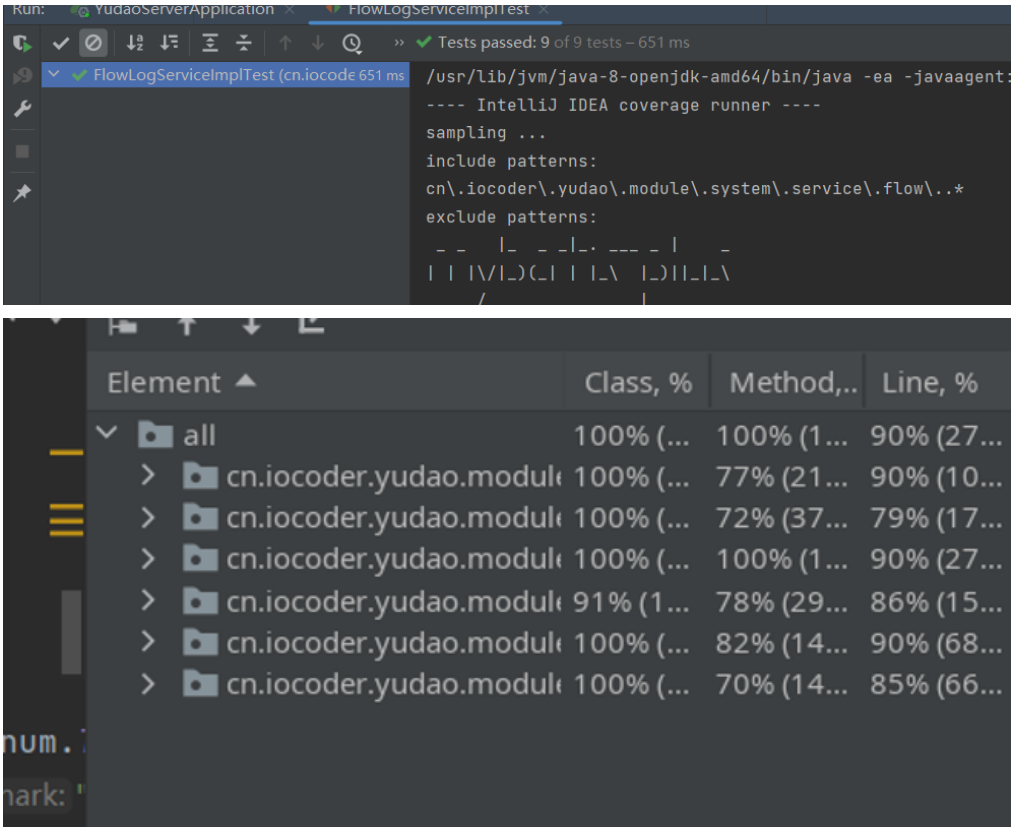 Run: YudaoServerApplication × FlowLogServiceImplTest ×
» Tests passed: 9 of 9 tests – 651 ms
FlowLogServiceImplTest (cn.iocode 651 ms
/usr/lib/jvm/java-8-openjdk-amd64/bin/java -ea -javaagent:
---- IntelliJ IDEA coverage runner ----
sampling ...
include patterns:
cn\.iocoder\.yudao\.module\.system\.service\.flow\..*
exclude patterns:
Element Class, % Method,... Line, %
all 100% (... 100% (1... 90% (27...
cn.iocoder.yudao.module 100% (... 77% (21... 90% (10...
cn.iocoder.yudao.module 100% (... 72% (37... 79% (17...
cn.iocoder.yudao.module 100% (... 100% (1... 90% (27...
cn.iocoder.yudao.module 91% (1... 78% (29... 86% (15...
cn.iocoder.yudao.module 100% (... 82% (14... 90% (68...
cn.iocoder.yudao.module 100% (... 70% (14... 85% (66...
num.
mark: "